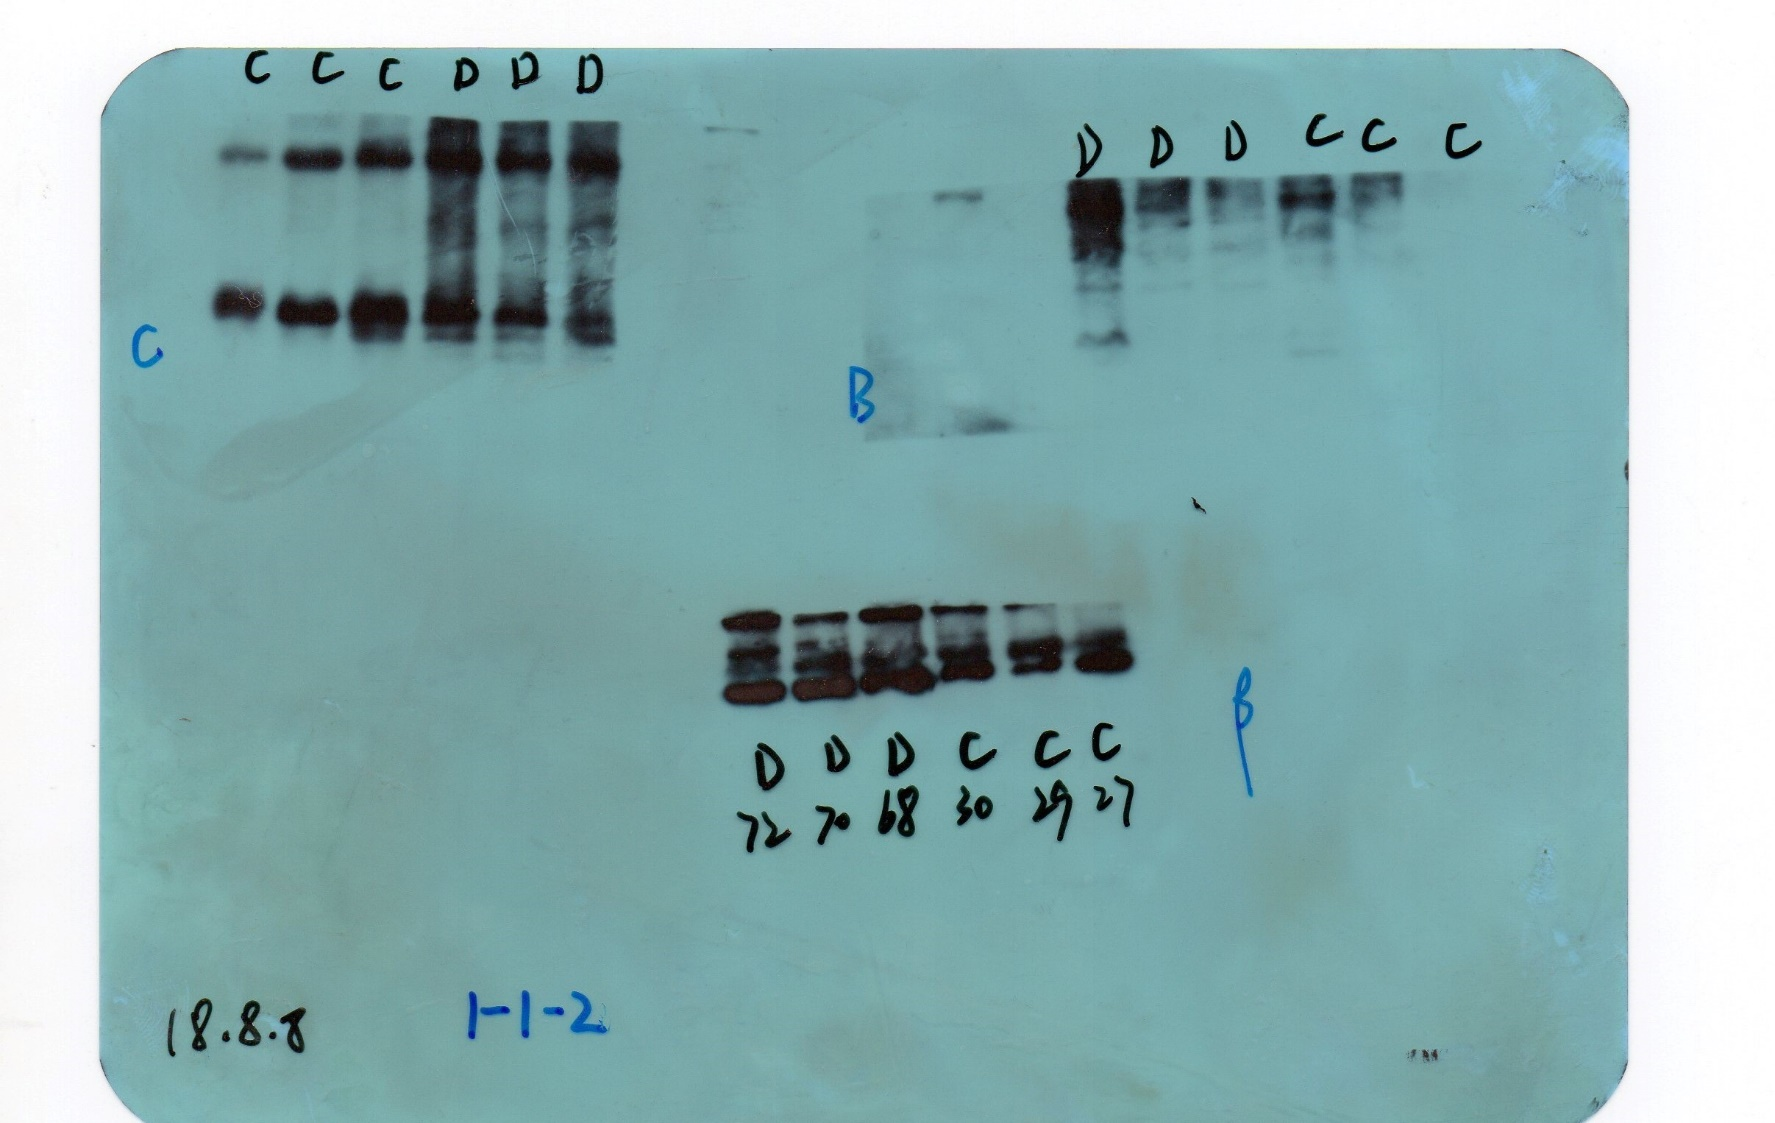 C C C D D D
D D D C C C
C
B
D D D C C C
72 70 68 30 29 27
β
18.8.8
1-1-2